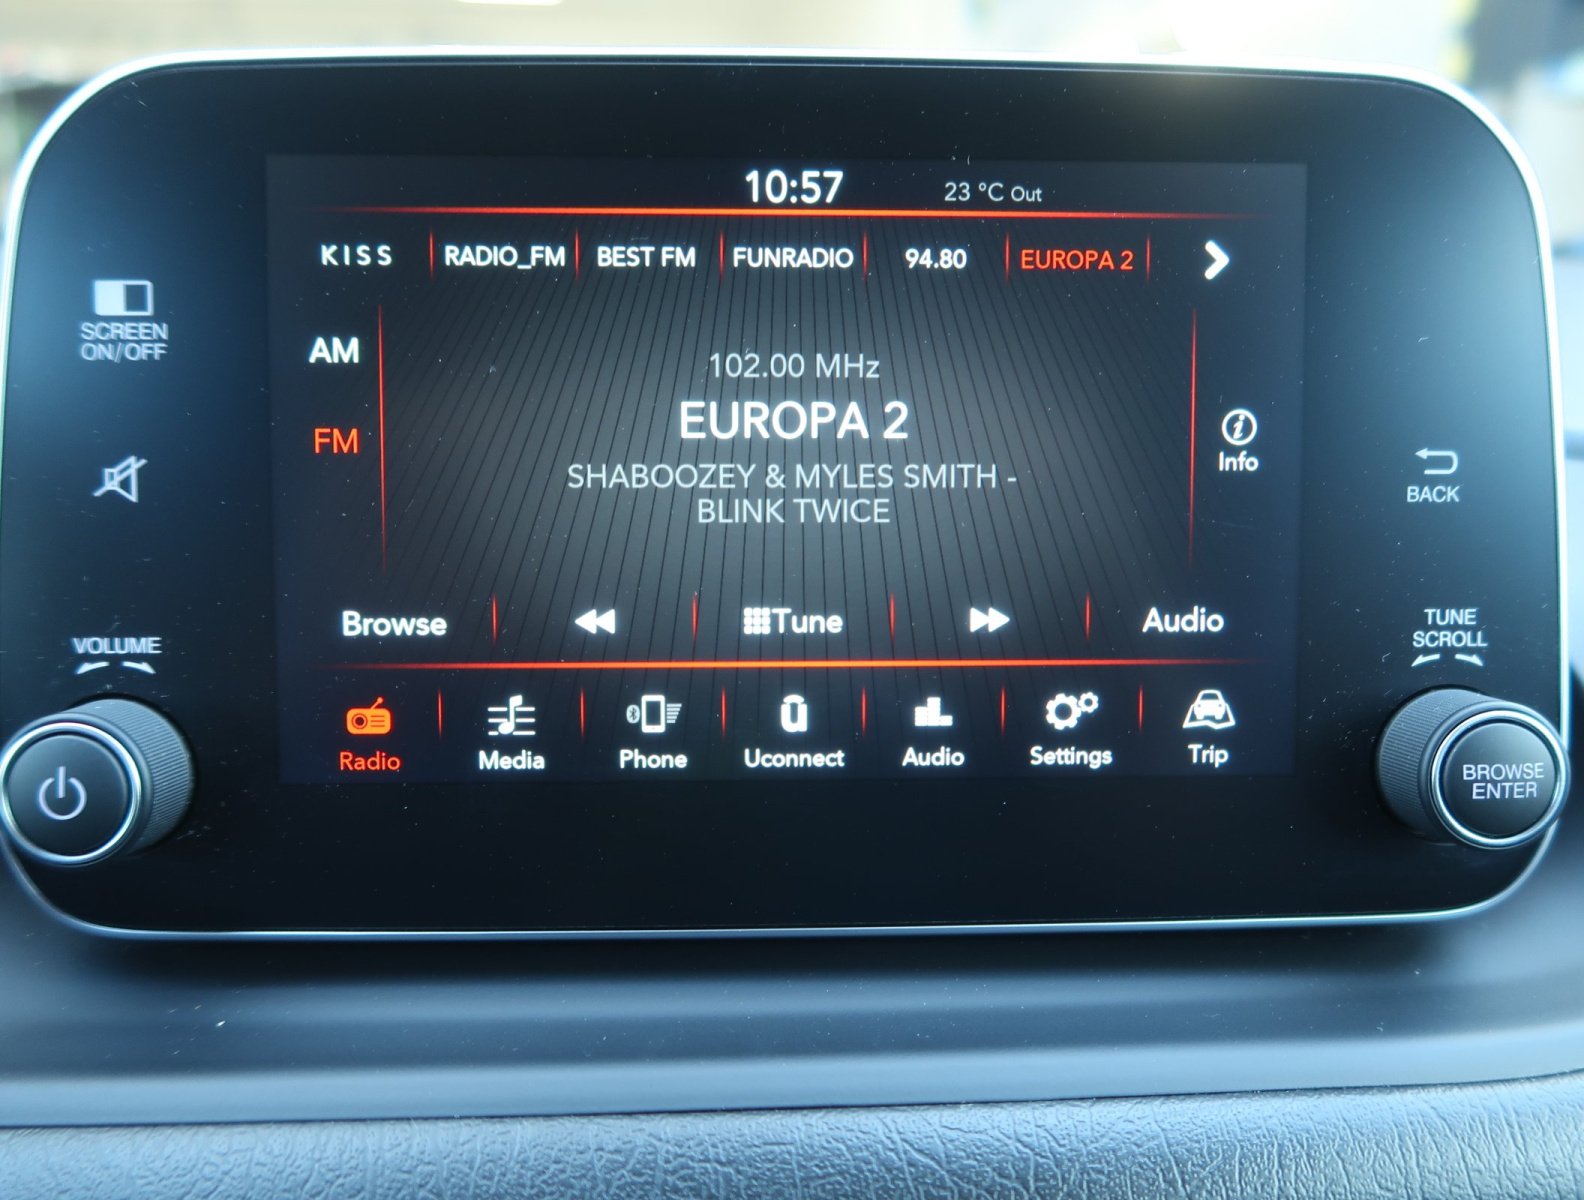 10:57 23 °C Out
KISS RADIO_FM BEST FM FUNRADIO 94.80 EUROPA 2
SCREEN
ON/OFF
AM
FM
102.00 MHz
EUROPA 2
SHABOOZEY & MYLES SMITH -
BLINK TWICE
Info
BACK
VOLUME
TUNE
SCROLL
Browse Tune Audio
Radio Media Phone Uconnect Audio Settings Trip
BROWSE
ENTER